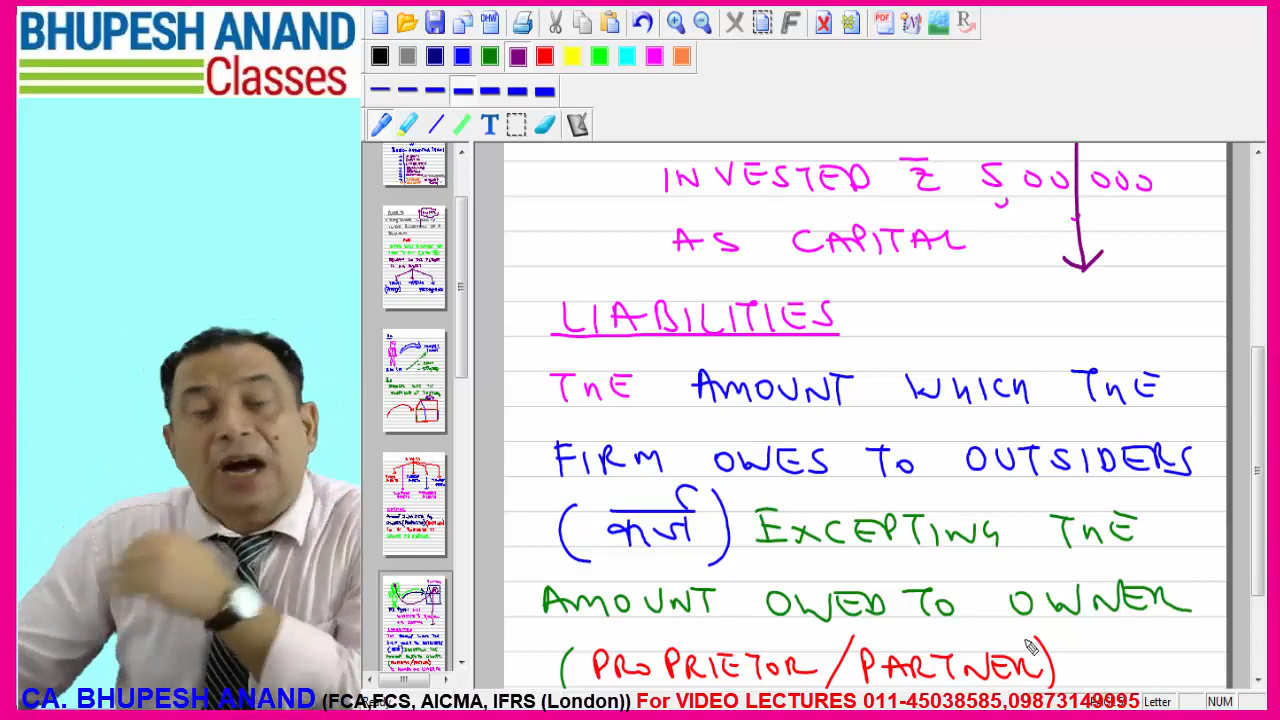 BHUPESH ANAND
Classes
INVESTED ₹ 5,00,000
AS CAPITAL
LIABILITIES
THE AMOUNT WHICH THE
FIRM OWES TO OUTSIDERS
(कर्ज) EXCEPTING THE
AMOUNT OWED TO OWNER
(PROPRIETOR/PARTNER)
CA. BHUPESH ANAND (FCA,FCS, AICMA, IFRS (London)) For VIDEO LECTURES 011-45038585,09873149995
Letter NUM